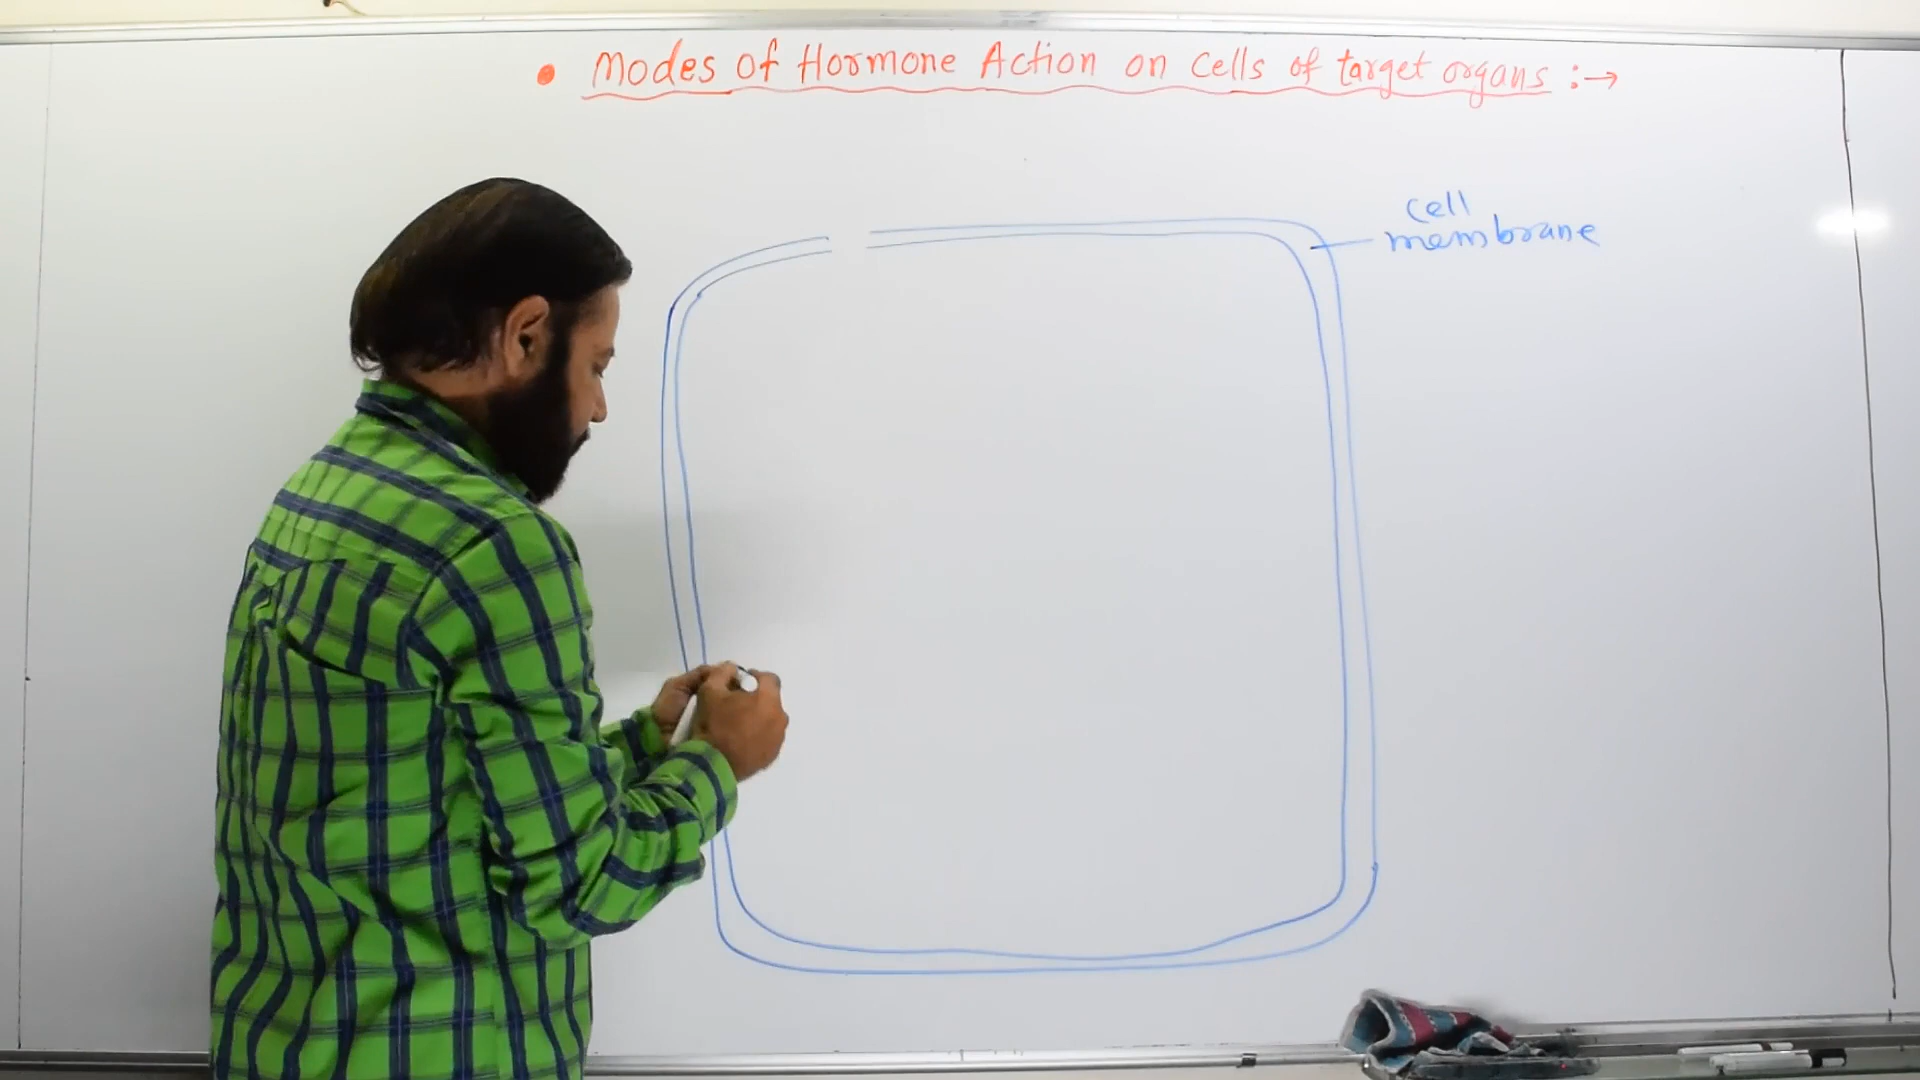 • Modes of Hormone Action on cells of target organs :→
cell
membrane